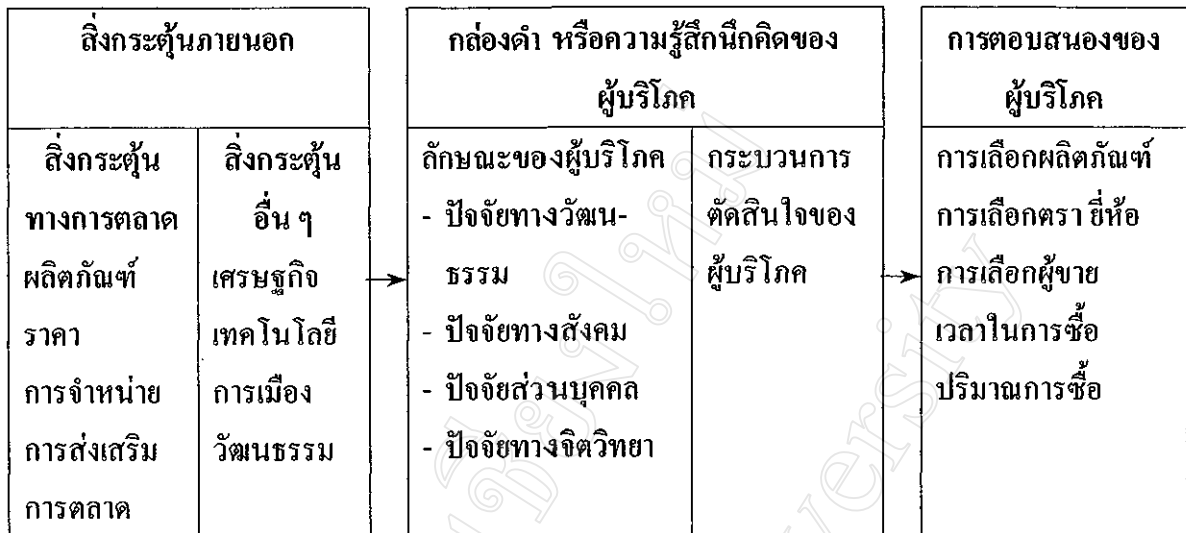 สิ่งกระตุ้นภายนอก
สิ่งกระตุ้น
ทางการตลาด
ผลิตภัณฑ์
ราคา
การจำหน่าย
การส่งเสริม
การตลาด
สิ่งกระตุ้น
อื่น ๆ
เศรษฐกิจ
เทคโนโลยี
การเมือง
วัฒนธรรม
กล่องดำ หรือความรู้สึกนึกคิดของ
ผู้บริโภค
ลักษณะของผู้บริโภค
- ปัจจัยทางวัฒน-
ธรรม
- ปัจจัยทางสังคม
- ปัจจัยส่วนบุคคล
- ปัจจัยทางจิตวิทยา
กระบวนการ
ตัดสินใจของ
ผู้บริโภค
การตอบสนองของ
ผู้บริโภค
การเลือกผลิตภัณฑ์
การเลือกตรา ยี่ห้อ
การเลือกผู้ขาย
เวลาในการซื้อ
ปริมาณการซื้อ